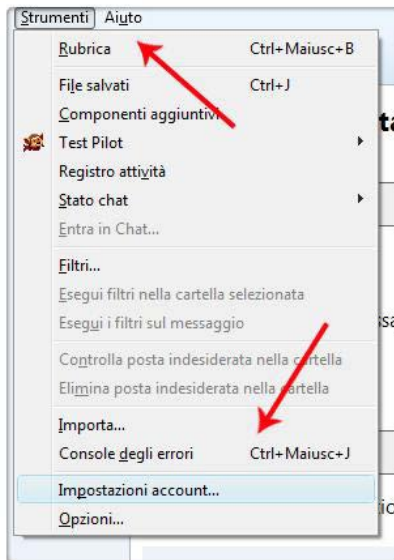 Strumenti Aiuto
Rubrica Ctrl+Maiusc+B
File salvati Ctrl+J
Componenti aggiuntivi
Test Pilot
Registro attività
Stato chat
Entra in Chat...
Filtri...
Esegui filtri nella cartella selezionata
Esegui i filtri sul messaggio
Controlla posta indesiderata nella cartella
Elimina posta indesiderata nella cartella
Importa...
Console degli errori Ctrl+Maiusc+J
Impostazioni account...
Opzioni...